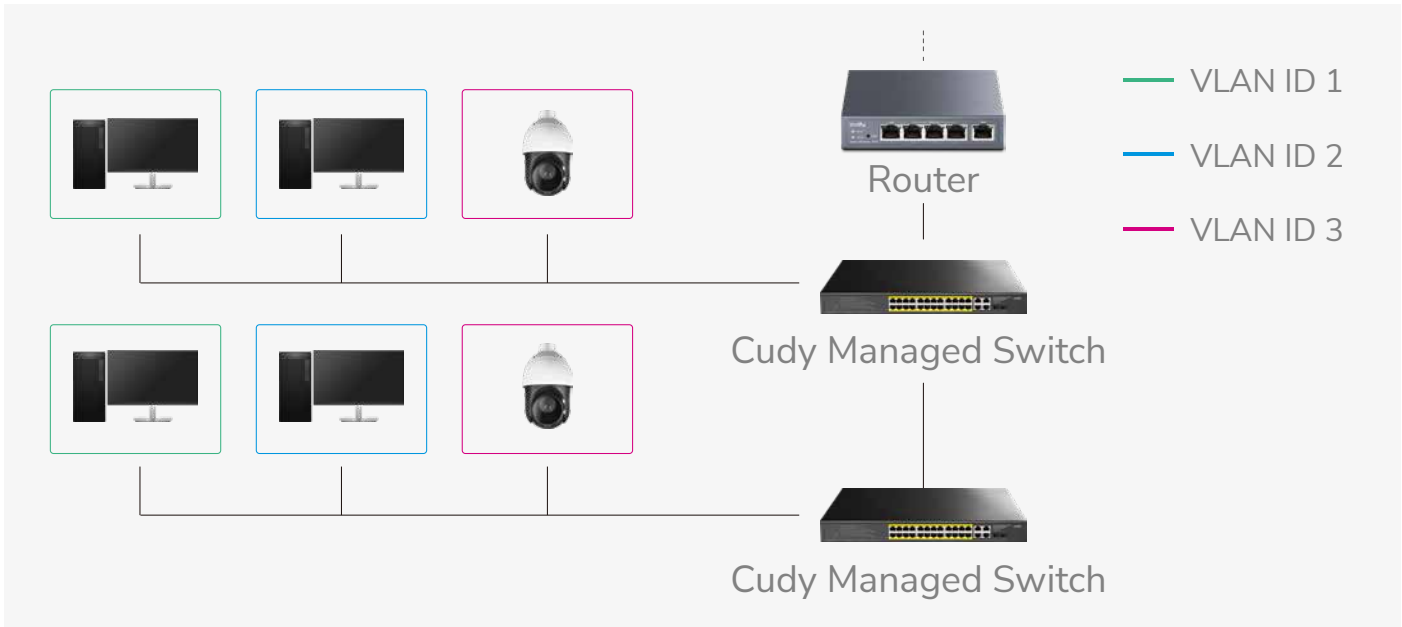 VLAN ID 1
VLAN ID 2
Router
VLAN ID 3
Cudy Managed Switch
Cudy Managed Switch